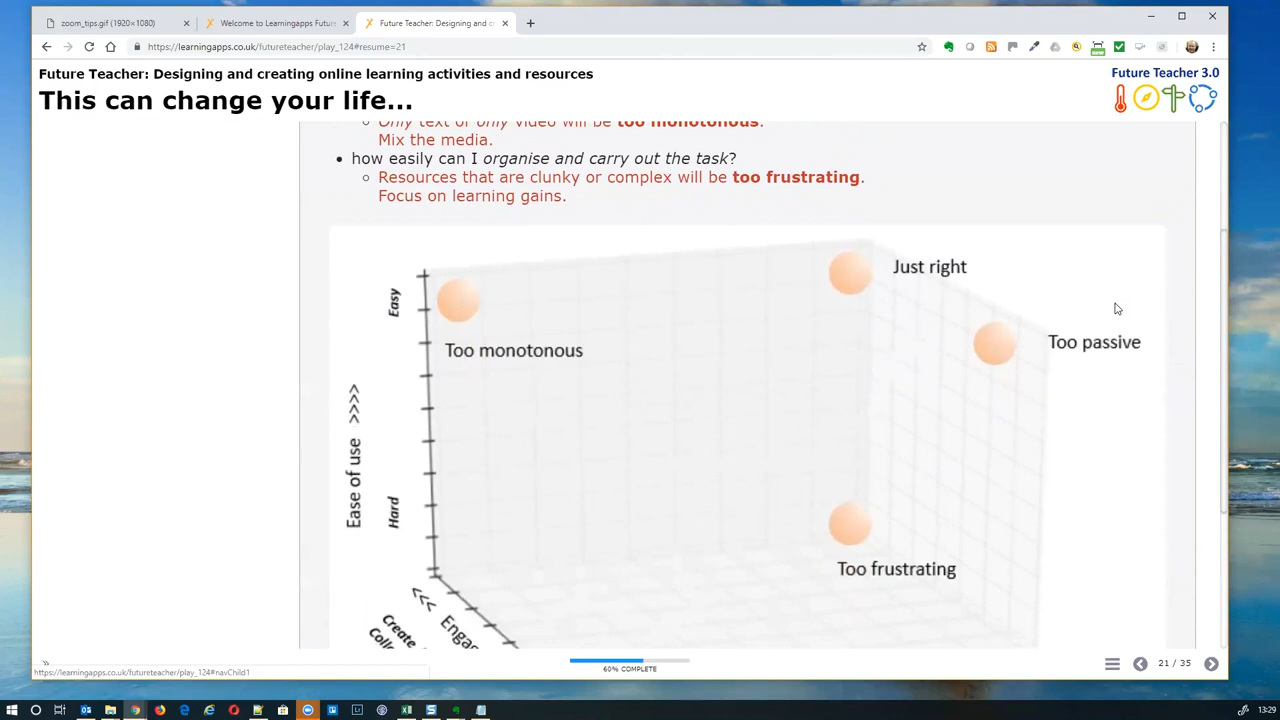 zoom_tips.gif (1920×1080)
Welcome to Learningapps Futur
Future Teacher: Designing and cr
https://learningapps.co.uk/futureteacher/play_124#resume=21
Future Teacher: Designing and creating online learning activities and resources
Future Teacher 3.0
This can change your life...
Only text or only video will be too monotonous.
Mix the media.
how easily can I organise and carry out the task?
Resources that are clunky or complex will be too frustrating.
Focus on learning gains.
Just right
Easy
Too passive
Too monotonous
Ease of use >>>>
Hard
Too frustrating
<<<
Engag
Create
https://learningapps.co.uk/futureteacher/play_124#navChild1
60% COMPLETE
21 / 35
13:29